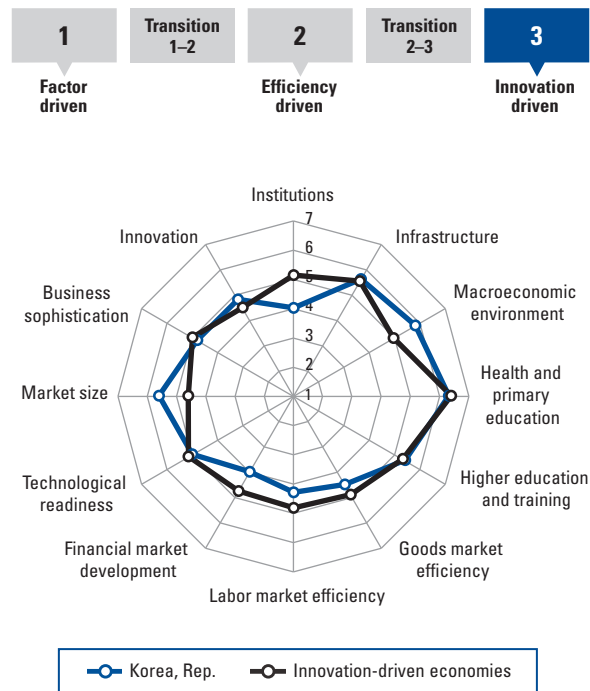 1
Transition
1–2
2
Transition
2–3
3
Factor
driven
Efficiency
driven
Innovation
driven
Institutions
7
Innovation
Infrastructure
6
5
Business
sophistication
Macroeconomic
environment
4
3
2
Market size
1
Health and
primary
education
Technological
readiness
Higher education
and training
Financial market
development
Goods market
efficiency
Labor market efficiency
Korea, Rep.
Innovation-driven economies